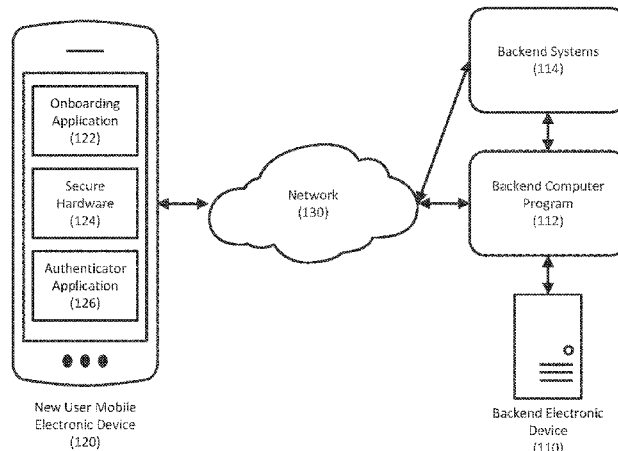 Onboarding
Application
(122)
Secure
Hardware
(124)
Authenticator
Application
(126)
New User Mobile
Electronic Device
(120)
Network
(130)
Backend Systems
(114)
Backend Computer
Program
(112)
Backend Electronic
Device
(110)